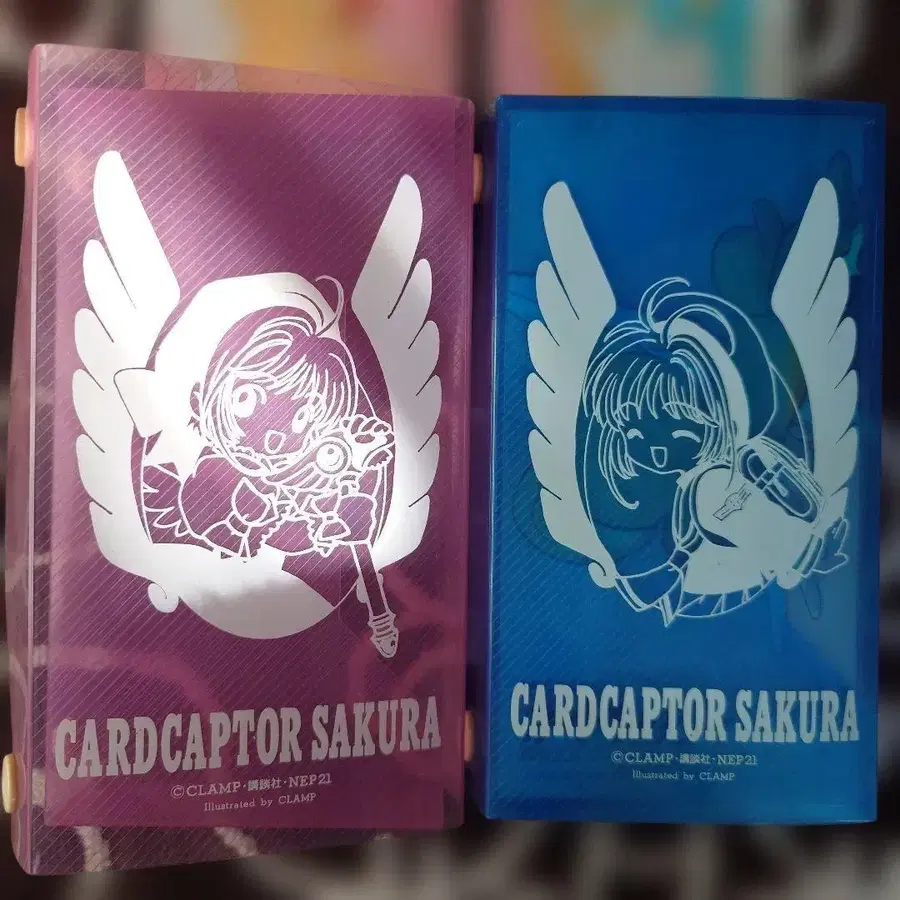 CARDCAPTOR SAKURA
©CLAMP・講談社・NEP21
Illustrated by CLAMP
CARDCAPTOR SAKURA
©CLAMP・講談社・NEP21
Illustrated by CLAMP